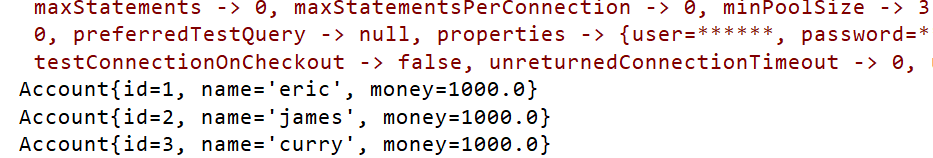 maxStatements -> 0, maxStatementsPerConnection -> 0, minPoolSize -> 3
0, preferredTestQuery -> null, properties -> {user=******, password=*
testConnectionOnCheckout -> false, unreturnedConnectionTimeout -> 0,
Account{id=1, name='eric', money=1000.0}
Account{id=2, name='james', money=1000.0}
Account{id=3, name='curry', money=1000.0}